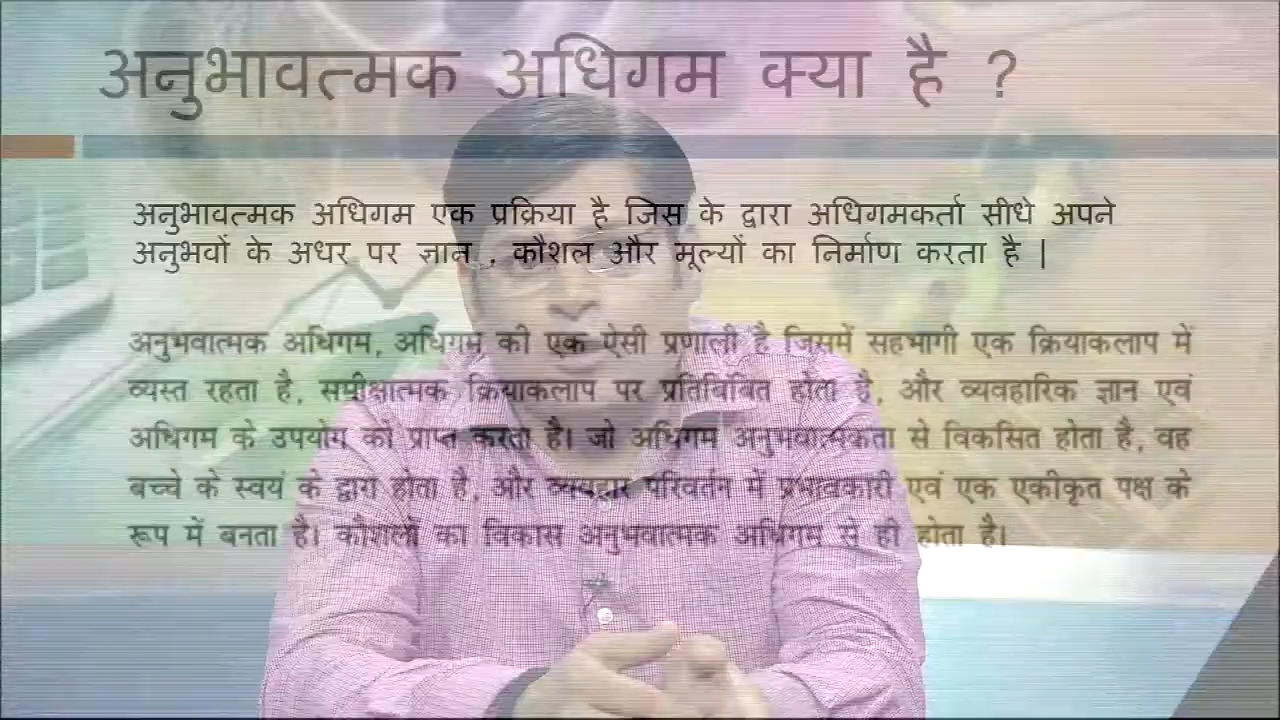 अनुभावत्मक अधिगम क्या है ?
अनुभावत्मक अधिगम एक प्रक्रिया है जिस के द्वारा अधिगमकर्ता सीधे अपने
अनुभवों के अधर पर ज्ञान , कौशल और मूल्यों का निर्माण करता है |
अनुभवात्मक अधिगम, अधिगम की एक ऐसी प्रणाली है जिसमें सहभागी एक क्रियाकलाप में
व्यस्त रहता है, समीक्षात्मक क्रियाकलाप पर प्रतिबिंबित होता है, और व्यवहारिक ज्ञान एवं
अधिगम के उपयोग को प्राप्त करता है। जो अधिगम अनुभवात्मकता से विकसित होता है, वह
बच्चे के स्वयं के द्वारा होता है, और व्यवहार परिवर्तन में प्रभावकारी एवं एक एकीकृत पक्ष के
रूप में बनता है। कौशलों का विकास अनुभवात्मक अधिगम से ही होता है।